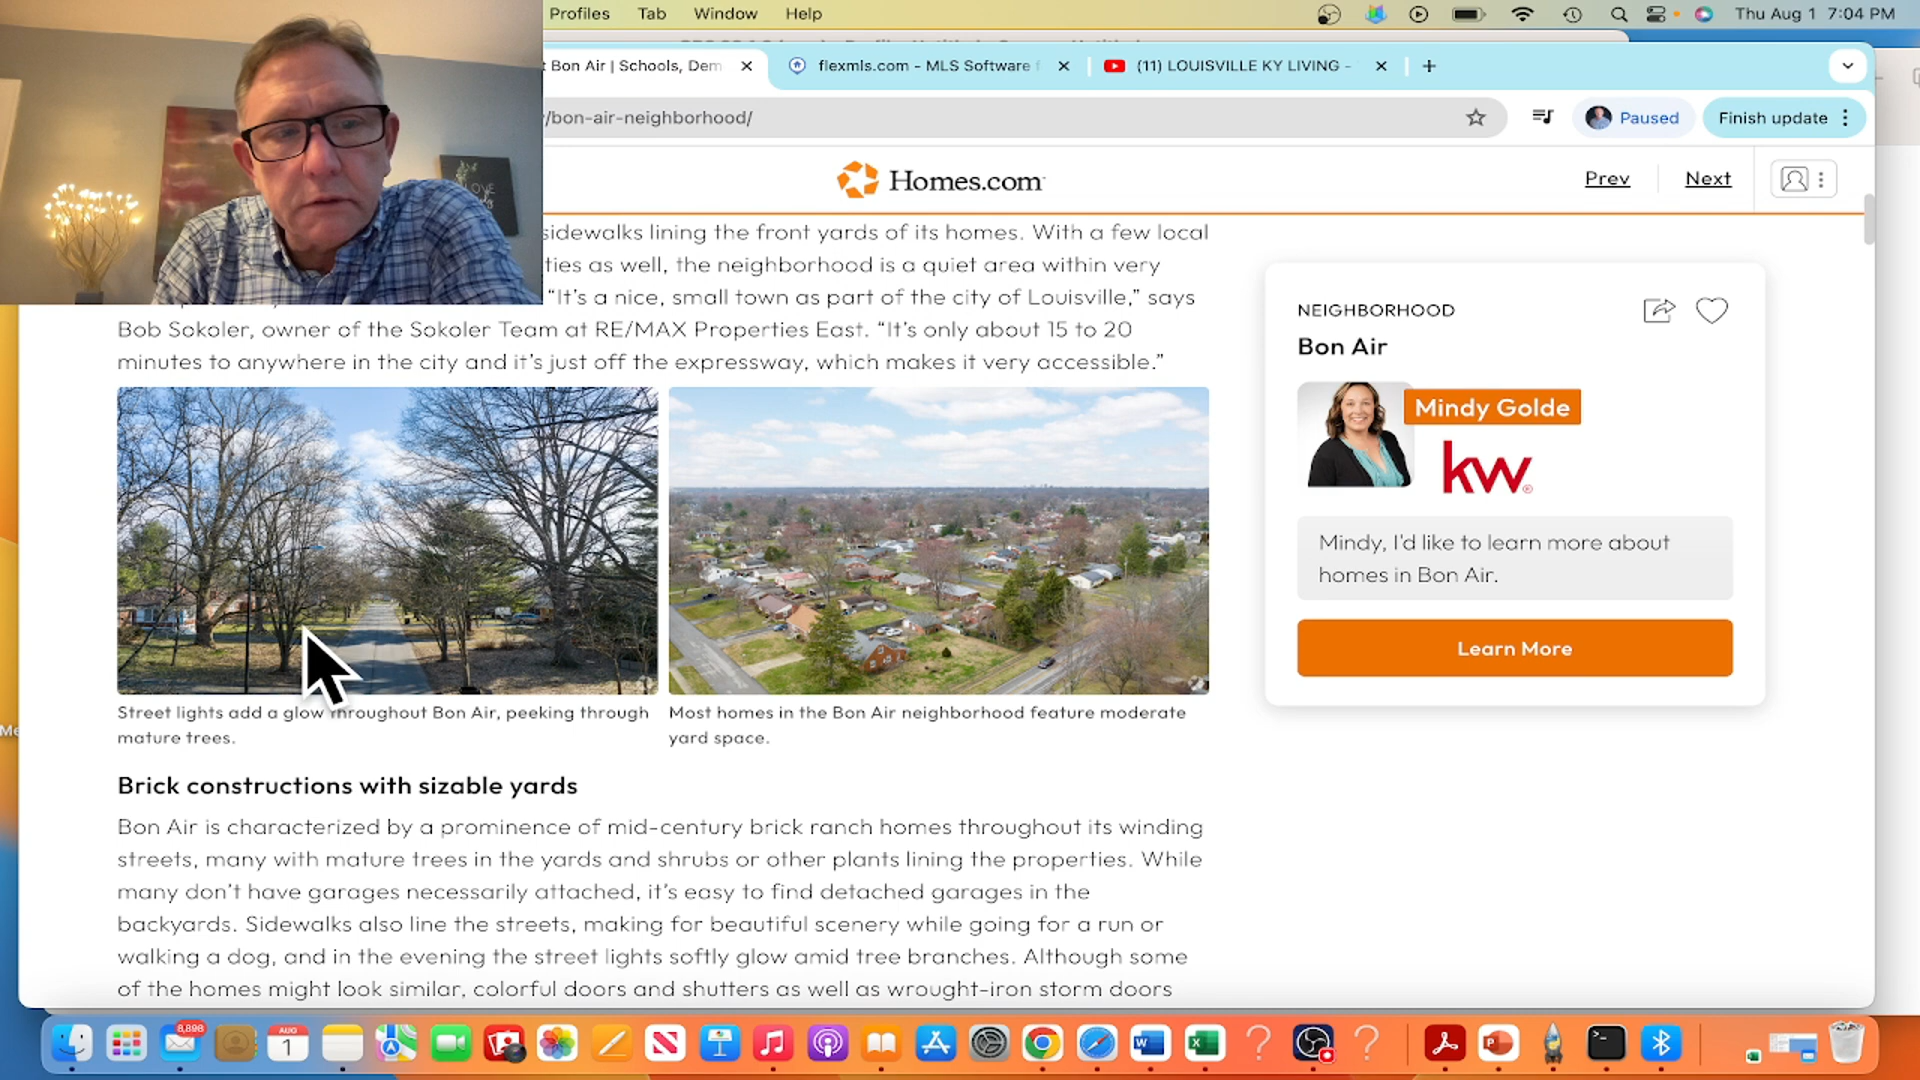 Profiles Tab Window Help
Thu Aug 1 7:04 PM
t Bon Air | Schools, Dem
flexmls.com - MLS Software f
(11) LOUISVILLE KY LIVING -
/bon-air-neighborhood/
Paused
Finish update
Homes.com
Prev
Next
LOVE
sidewalks lining the front yards of its homes. With a few local
ties as well, the neighborhood is a quiet area within very
“It’s a nice, small town as part of the city of Louisville,” says
Bob Sokoler, owner of the Sokoler Team at RE/MAX Properties East. “It’s only about 15 to 20
minutes to anywhere in the city and it’s just off the expressway, which makes it very accessible.”
NEIGHBORHOOD
Bon Air
Mindy Golde
kw
Mindy, I'd like to learn more about
homes in Bon Air.
Learn More
Street lights add a glow throughout Bon Air, peeking through
mature trees.
Most homes in the Bon Air neighborhood feature moderate
yard space.
Brick constructions with sizable yards
Bon Air is characterized by a prominence of mid-century brick ranch homes throughout its winding
streets, many with mature trees in the yards and shrubs or other plants lining the properties. While
many don’t have garages necessarily attached, it’s easy to find detached garages in the
backyards. Sidewalks also line the streets, making for beautiful scenery while going for a run or
walking a dog, and in the evening the street lights softly glow amid tree branches. Although some
of the homes might look similar, colorful doors and shutters as well as wrought-iron storm doors
8,898
AUG
1